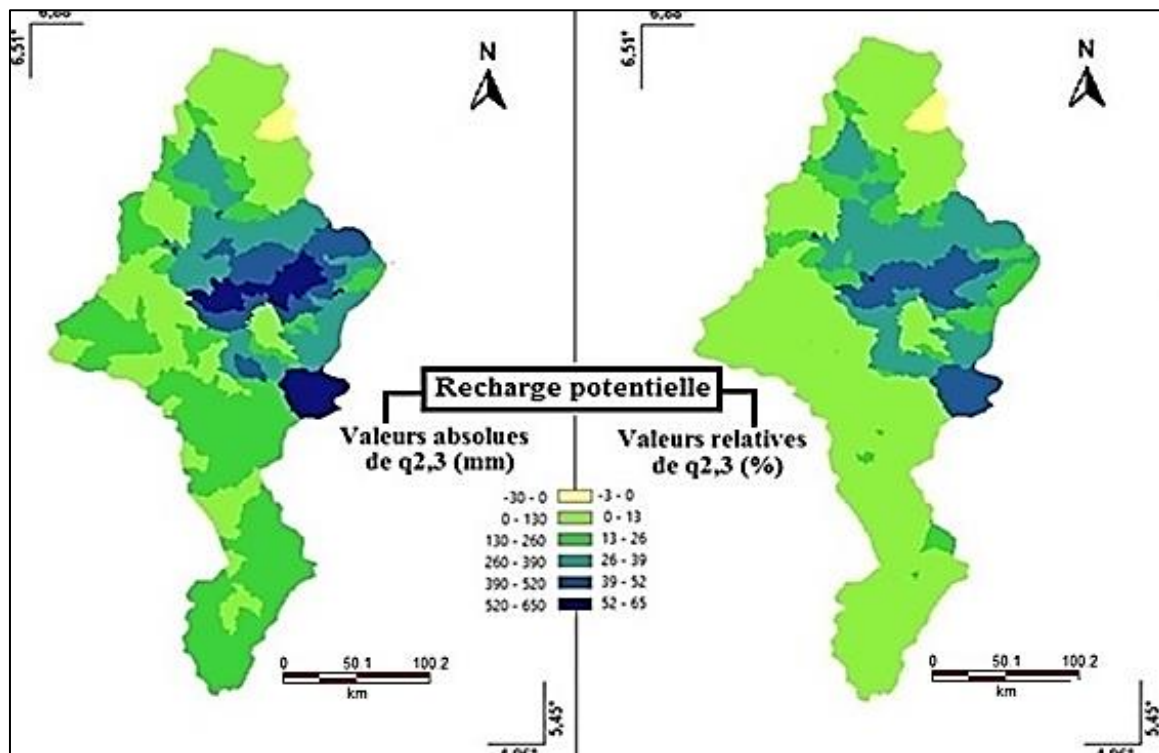 6,51°
6,51°
N
N
Recharge potentielle
Valeurs absolues
de q2,3 (mm)
Valeurs relatives
de q2,3 (%)
-30 - 0
-3 - 0
0 - 130
0 - 13
130 - 260
13 - 26
260 - 390
26 - 39
390 - 520
39 - 52
520 - 650
52 - 65
0 50.1 100.2
km
0 50.1 100.2
km
5,45°
5,45°